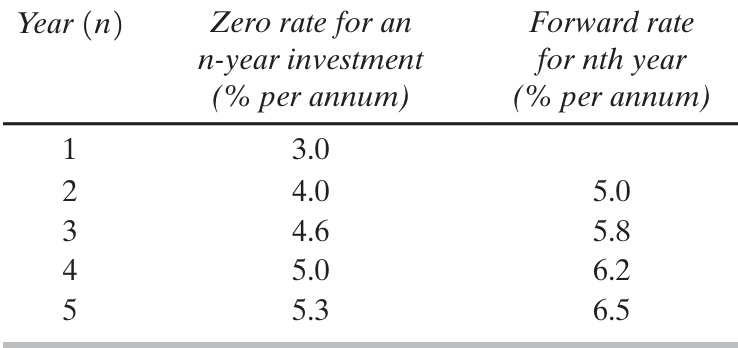 Year (n) Zero rate for an Forward rate
n-year investment for nth year
(% per annum) (% per annum)
1 3.0
2 4.0 5.0
3 4.6 5.8
4 5.0 6.2
5 5.3 6.5